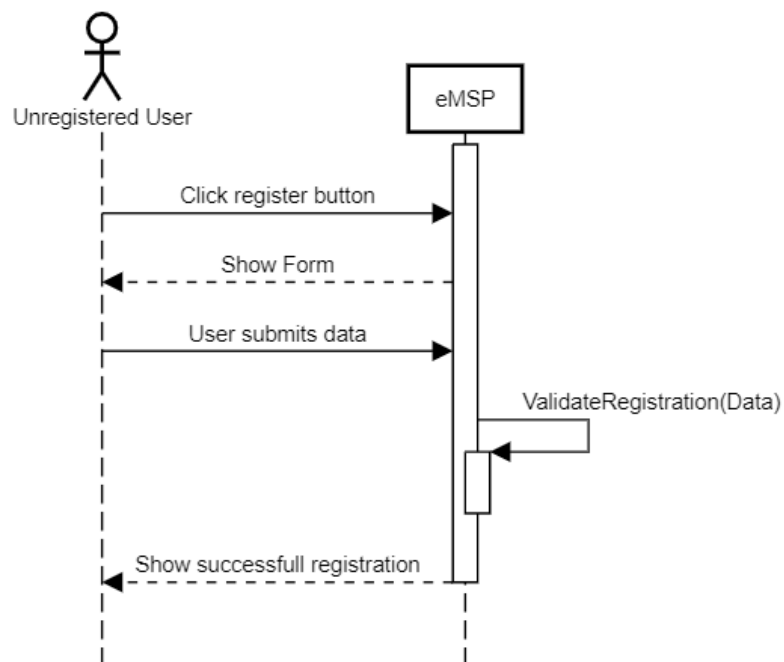 Unregistered User
eMSP
Click register button
Show Form
User submits data
ValidateRegistration(Data)
Show successfull registration